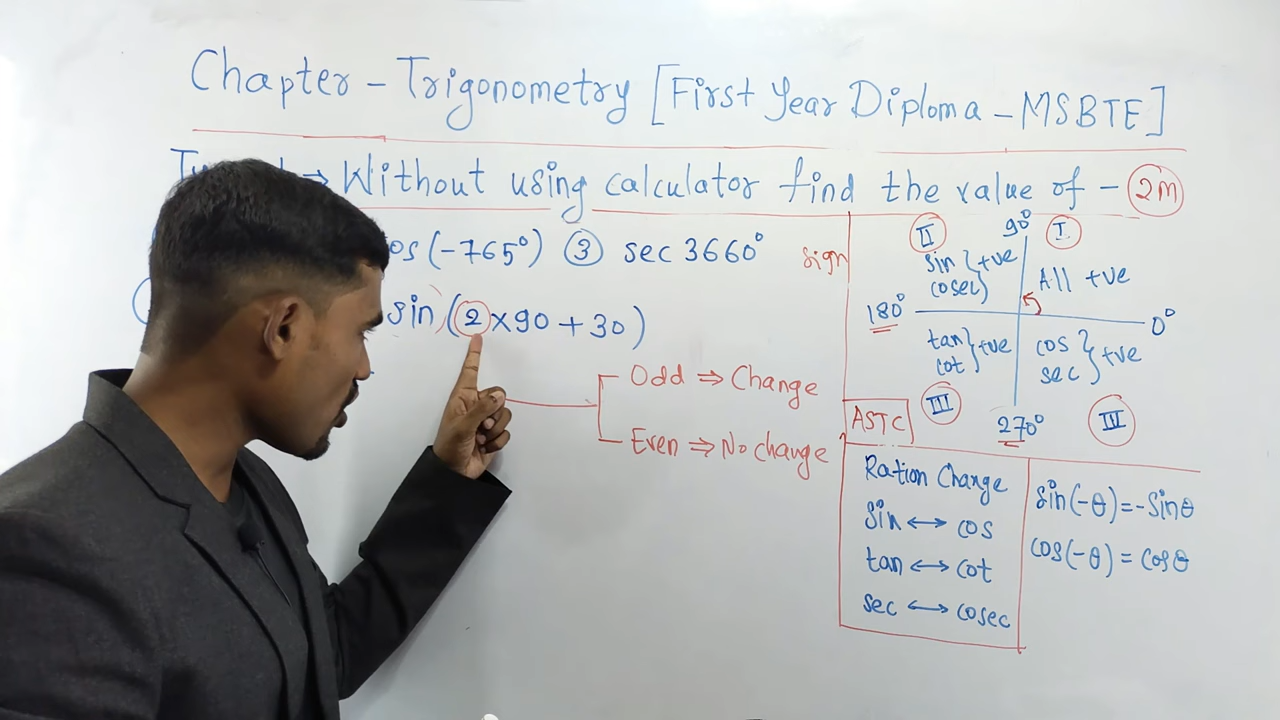 Chapter - Trigonometry [First Year Diploma - MSBTE]
⇒ Without using calculator find the value of - 2M
cos(-765°) ③ sec 3660°
sin (2×90+30)
Odd ⇒ Change
Even ⇒ No change
sign
90°
II
I
sin } +ve
cosec
All +ve
180°
0°
tan } +ve
cot
cos } +ve
sec
III
III
270°
ASTC
Ration Change
sin ↔ cos
tan ↔ cot
sec ↔ cosec
sin(-θ) = -sinθ
cos(-θ) = cosθ